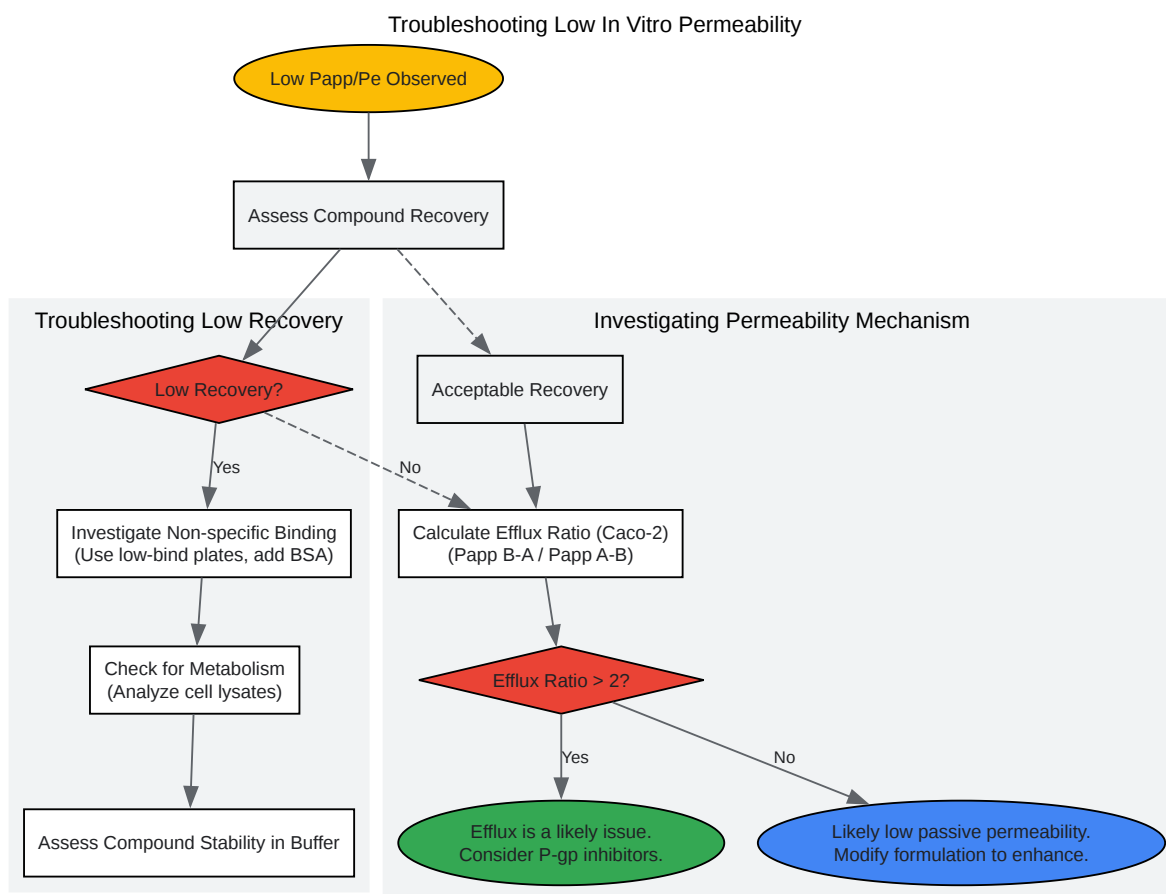 Troubleshooting Low In Vitro Permeability
Low Papp/Pe Observed
Assess Compound Recovery
Troubleshooting Low Recovery
Investigating Permeability Mechanism
Low Recovery?
Acceptable Recovery
Yes
No
Investigate Non-specific Binding
(Use low-bind plates, add BSA)
Calculate Efflux Ratio (Caco-2)
(Papp B-A / Papp A-B)
Check for Metabolism
(Analyze cell lysates)
Efflux Ratio > 2?
Yes
No
Assess Compound Stability in Buffer
Efflux is a likely issue.
Consider P-gp inhibitors.
Likely low passive permeability.
Modify formulation to enhance.